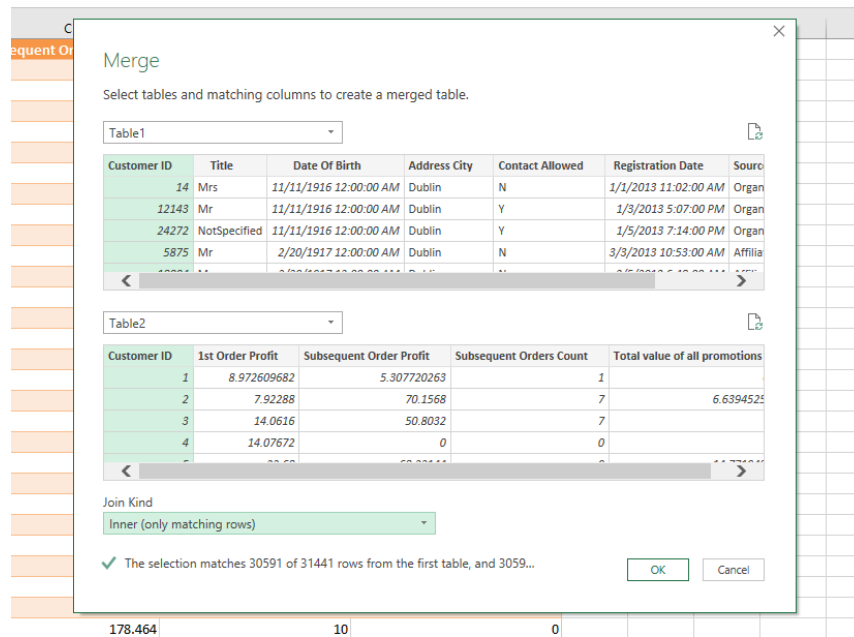 C
equent Or
Merge
Select tables and matching columns to create a merged table.
Table1
Customer ID Title Date Of Birth Address City Contact Allowed Registration Date Sourc
14 Mrs 11/11/1916 12:00:00 AM Dublin N 1/1/2013 11:02:00 AM Organ
12143 Mr 11/11/1916 12:00:00 AM Dublin Y 1/3/2013 5:07:00 PM Organ
24272 NotSpecified 11/11/1916 12:00:00 AM Dublin Y 1/5/2013 7:14:00 PM Organ
5875 Mr 2/20/1917 12:00:00 AM Dublin N 3/3/2013 10:53:00 AM Affilia
Table2
Customer ID 1st Order Profit Subsequent Order Profit Subsequent Orders Count Total value of all promotions
1 8.972609682 5.307720263 1
2 7.92288 70.1568 7 6.6394525
3 14.0616 50.8032 7
4 14.07672 0 0
Join Kind
Inner (only matching rows)
The selection matches 30591 of 31441 rows from the first table, and 3059...
OK Cancel
178.464 10 0